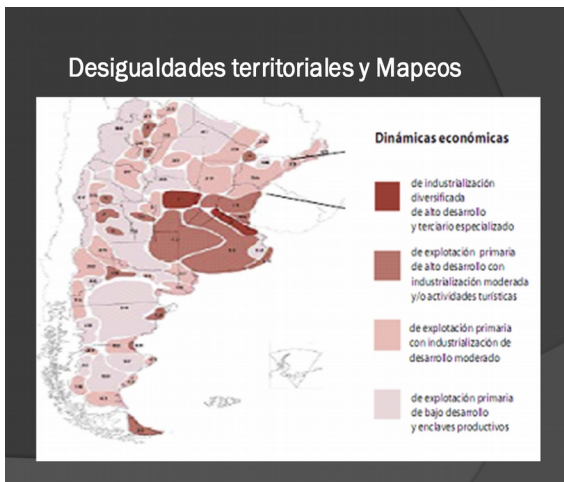 Desigualdades territoriales y Mapeos
Dinámicas económicas
de industrialización
diversificada
de alto desarrollo
y terciario especializado
de explotación primaria
de alto desarrollo con
industrialización moderada
y/o actividades turísticas
de explotación primaria
con industrialización de
desarrollo moderado
de explotación primaria
de bajo desarrollo
y enclaves productivos